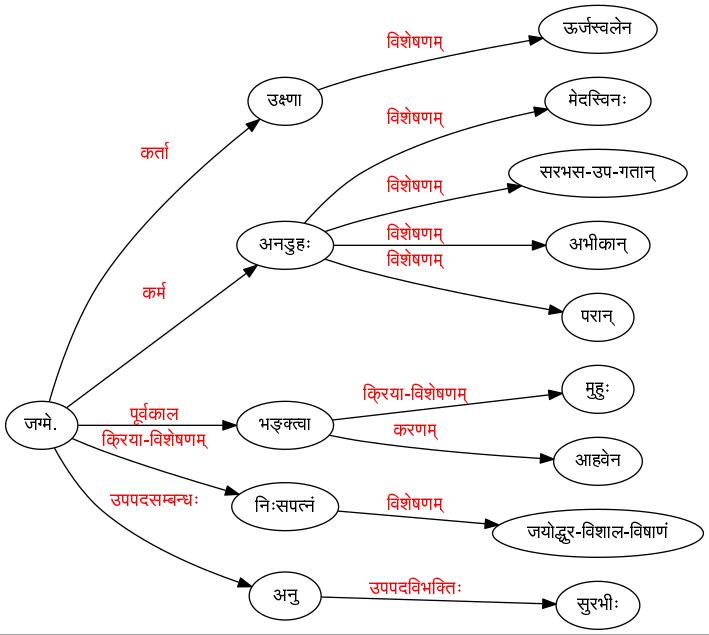 ऊर्जस्वलेन
विशेषणम्
उक्ष्णा
मेदस्विनः
विशेषणम्
कर्ता
सरभस-उप-गतान्
विशेषणम्
अनडुहः
विशेषणम्
अभीकान्
विशेषणम्
कर्म
परान्
मुहुः
क्रिया-विशेषणम्
जग्मे.
पूर्वकाल
भङ्क्त्वा
करणम्
क्रिया-विशेषणम्
आहवेन
उपपदसम्बन्धः
निःसपत्नं
विशेषणम्
जयोद्धुर-विशाल-विषाणं
अनु
उपपदविभक्तिः
सुरभीः